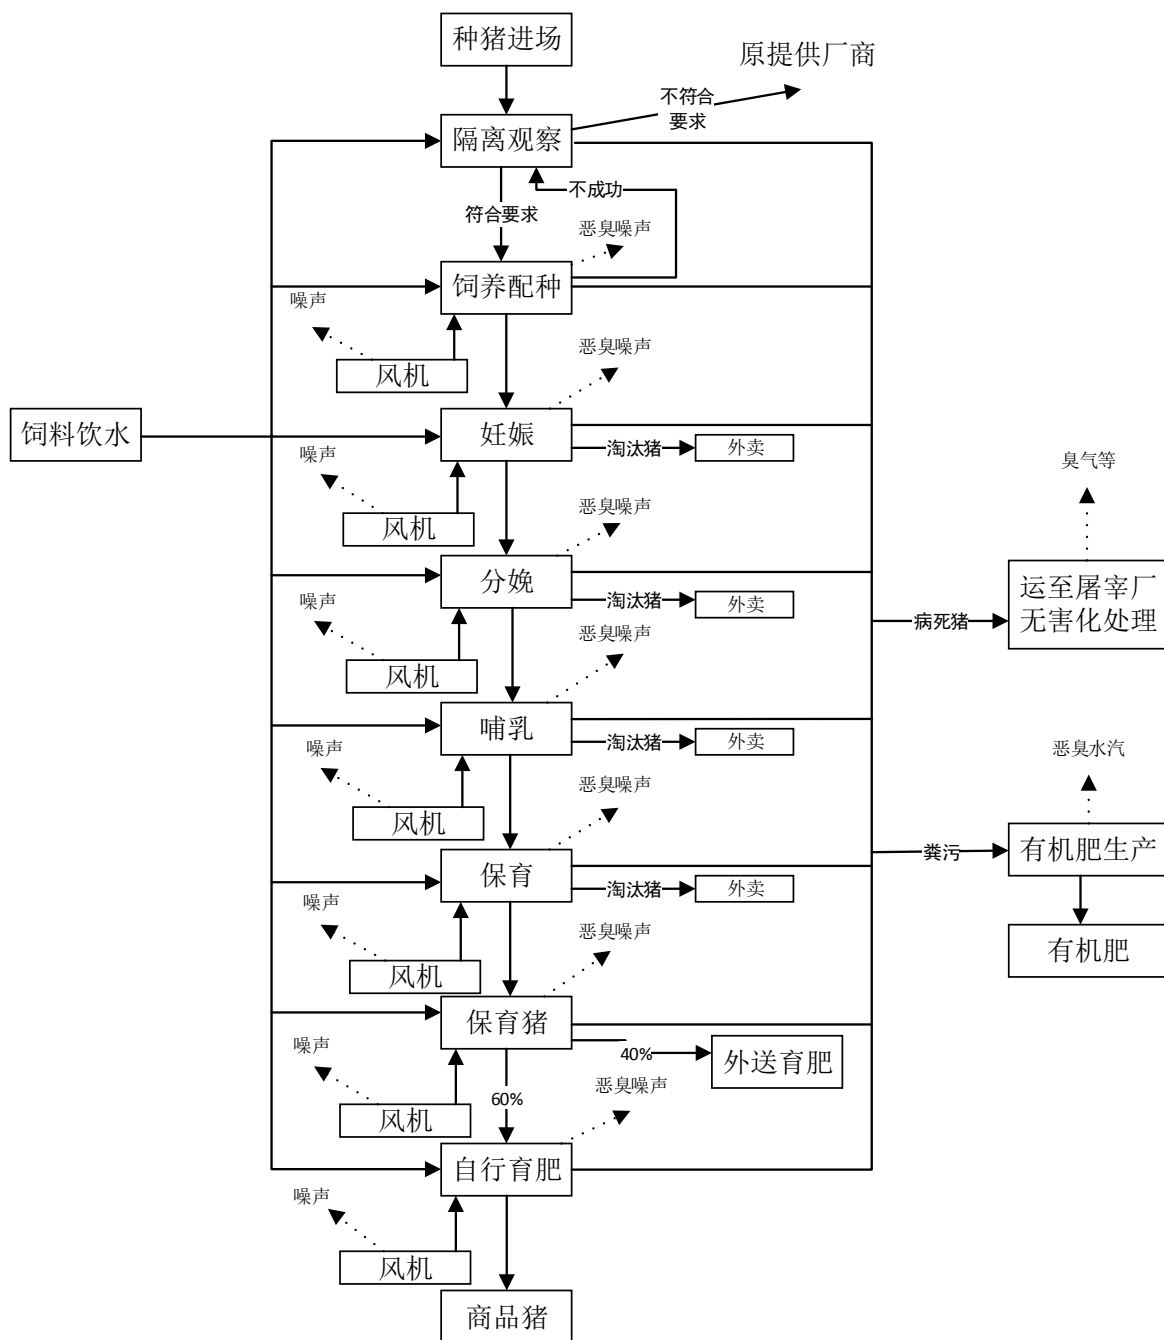 种猪进场
原提供厂商
不符合
要求
隔离观察
不成功
符合要求
恶臭噪声
饲养配种
噪声
风机
恶臭噪声
饲料饮水
妊娠
淘汰猪
外卖
噪声
臭气等
风机
恶臭噪声
分娩
运至屠宰厂
无害化处理
噪声
淘汰猪
外卖
病死猪
恶臭噪声
风机
哺乳
淘汰猪
外卖
噪声
恶臭水汽
恶臭噪声
风机
有机肥生产
粪污
保育
淘汰猪
外卖
噪声
恶臭噪声
有机肥
风机
保育猪
噪声
40%
外送育肥
60%
恶臭噪声
风机
自行育肥
噪声
风机
商品猪